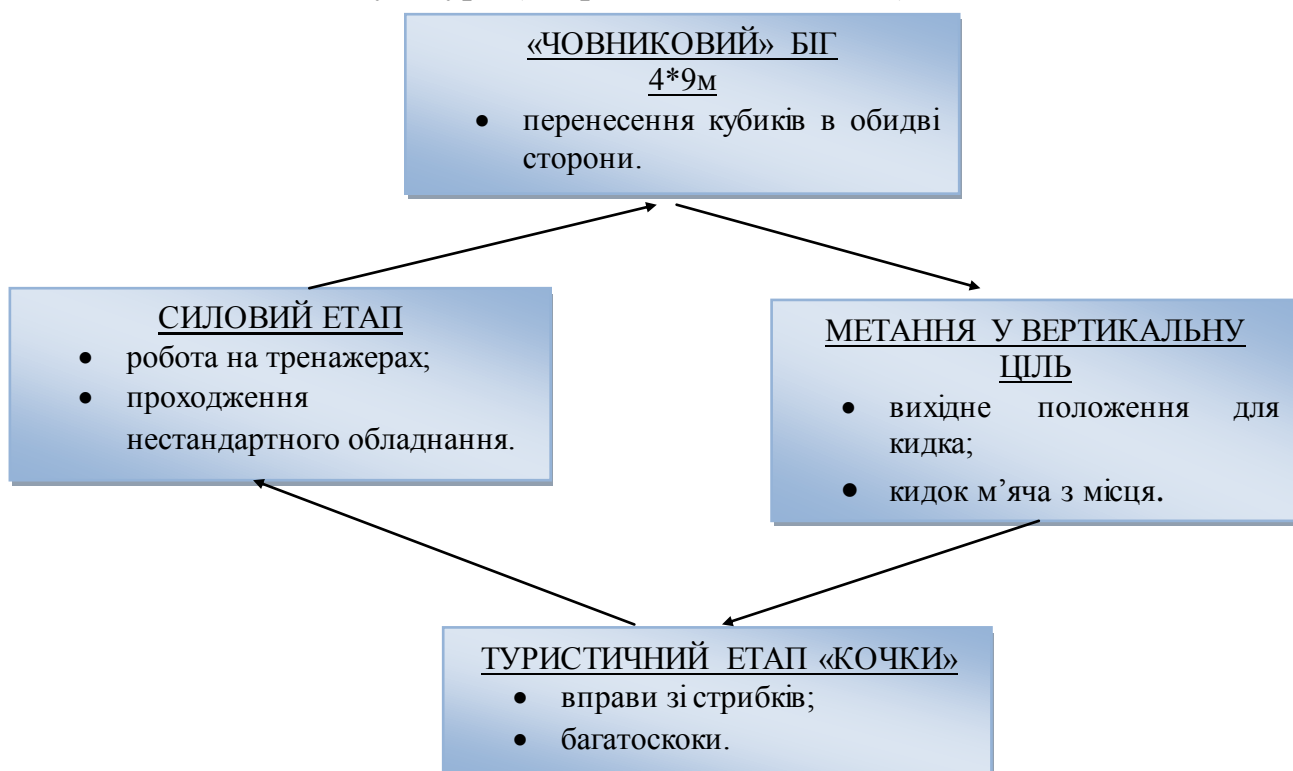 «ЧОВНИКОВИЙ» БІГ
4*9м
• перенесення кубиків в обидві
сторони.
СИЛОВИЙ ЕТАП
• робота на тренажерах;
• проходження
нестандартного обладнання.
МЕТАННЯ У ВЕРТИКАЛЬНУ
ЦІЛЬ
• вихідне положення для
кидка;
• кидок м’яча з місця.
ТУРИСТИЧНИЙ ЕТАП «КОЧКИ»
• вправи зі стрибків;
• багатоскоки.